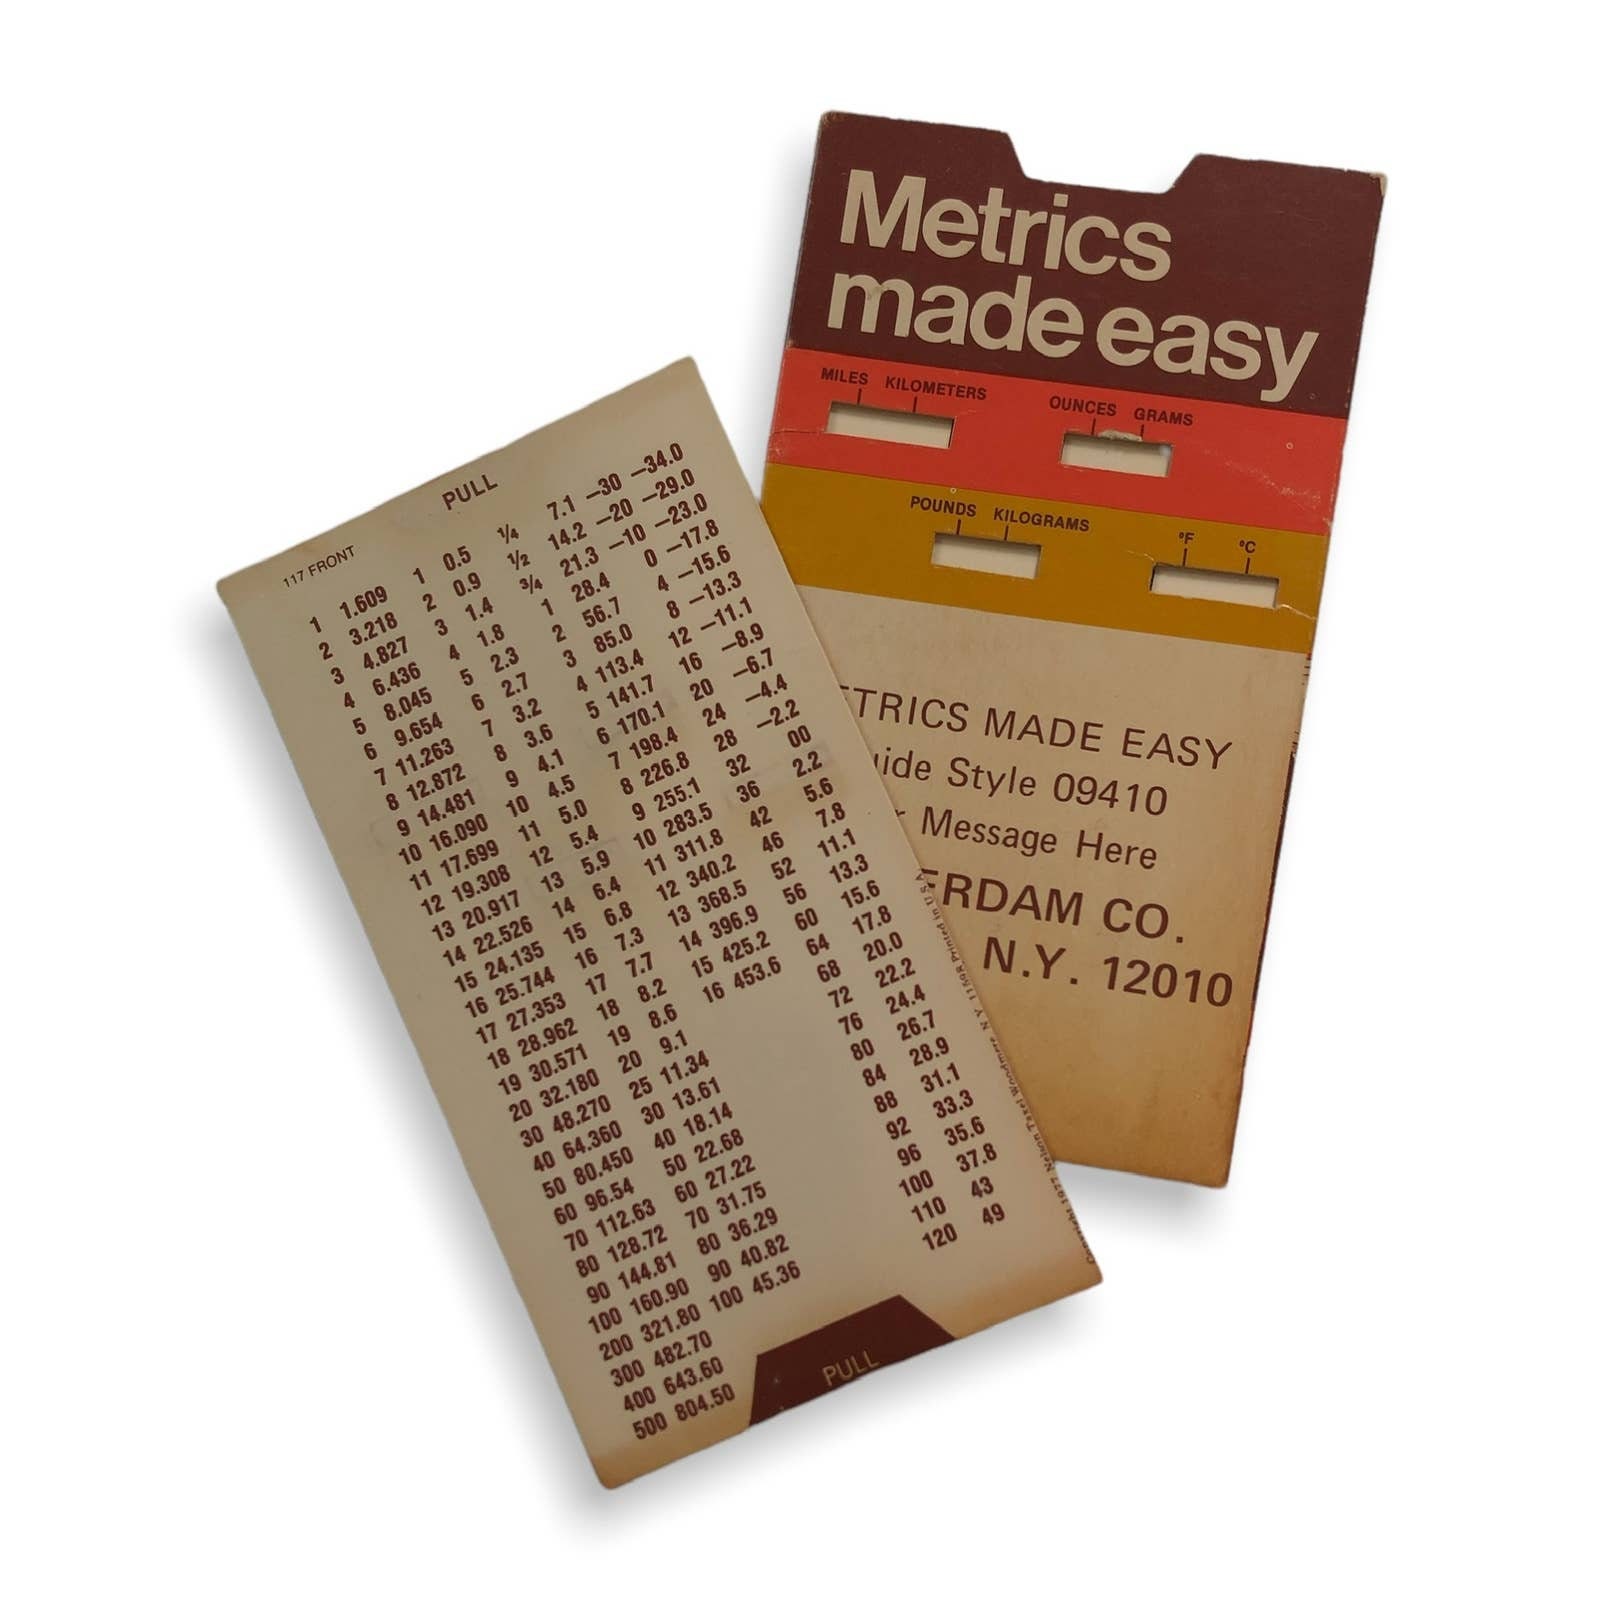 Metrics
made easy
MILES KILOMETERS OUNCES GRAMS
POUNDS KILOGRAMS °F °C
TRICS MADE EASY
ide Style 09410
Message Here
ERDAM CO.
N.Y. 12010
PULL
117 FRONT
1 1.609 1 0.5 ¼ 7.1 –30 –34.0
2 3.218 2 0.9 ½ 14.2 –20 –29.0
3 4.827 3 1.4 ¾ 21.3 –10 –23.0
4 6.436 4 1.8 1 28.4 0 –17.8
5 8.045 5 2.3 2 56.7 4 –15.6
6 9.654 6 2.7 3 85.0 8 –13.3
7 11.263 7 3.2 4 113.4 12 –11.1
8 12.872 8 3.6 5 141.7 16 –8.9
9 14.481 9 4.1 6 170.1 20 –6.7
10 16.090 10 4.5 7 198.4 24 –4.4
11 17.699 11 5.0 8 226.8 28 –2.2
12 19.308 12 5.4 9 255.1 32 00
13 20.917 13 5.9 10 283.5 36 2.2
14 22.526 14 6.4 11 311.8 42 5.6
15 24.135 15 6.8 12 340.2 46 7.8
16 25.744 16 7.3 13 368.5 52 11.1
17 27.353 17 7.7 14 396.9 56 13.3
18 28.962 18 8.2 15 425.2 60 15.6
19 30.571 19 8.6 16 453.6 64 17.8
20 32.180 20 9.1 68 20.0
30 48.270 25 11.34 72 22.2
40 64.360 30 13.61 76 24.4
50 80.450 40 18.14 80 26.7
60 96.54 50 22.68 84 28.9
70 112.63 60 27.22 88 31.1
80 128.72 70 31.75 92 33.3
90 144.81 80 36.29 96 35.6
100 160.90 90 40.82 100 37.8
200 321.80 100 45.36 110 43
300 482.70 120 49
400 643.60
500 804.50
PULL
1977 Nelson Taxel Woodmere N.Y. 11598 Printed in U.S.A.